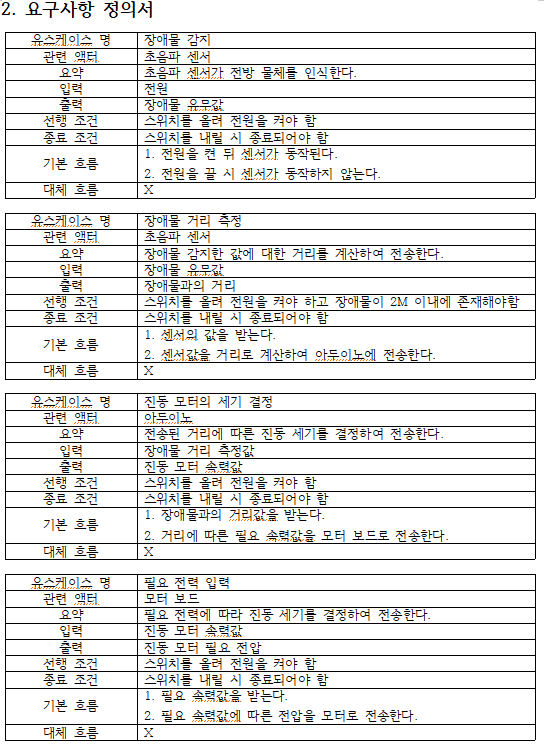 2. 요구사항 정의서
유스케이스 명 장애물 감지
관련 액터 초음파 센서
요약 초음파 센서가 전방 물체를 인식한다.
입력 전원
출력 장애물 유무값
선행 조건 스위치를 올려 전원을 켜야 함
종료 조건 스위치를 내릴 시 종료되어야 함
기본 흐름 1. 전원을 켠 뒤 센서가 동작된다.
2. 전원을 끌 시 센서가 동작하지 않는다.
대체 흐름 X
유스케이스 명 장애물 거리 측정
관련 액터 초음파 센서
요약 장애물 감지한 값에 대한 거리를 계산하여 전송한다.
입력 장애물 유무값
출력 장애물과의 거리
선행 조건 스위치를 올려 전원을 켜야 하고 장애물이 2M 이내에 존재해야함
종료 조건 스위치를 내릴 시 종료되어야 함
기본 흐름 1. 센서의 값을 받는다.
2. 센서값을 거리로 계산하여 아두이노에 전송한다.
대체 흐름 X
유스케이스 명 진동 모터의 세기 결정
관련 액터 아두이노
요약 전송된 거리에 따른 진동 세기를 결정하여 전송한다.
입력 장애물 거리 측정값
출력 진동 모터 속력값
선행 조건 스위치를 올려 전원을 켜야 함
종료 조건 스위치를 내릴 시 종료되어야 함
기본 흐름 1. 장애물과의 거리값을 받는다.
2. 거리에 따른 필요 속력값을 모터 보드로 전송한다.
대체 흐름 X
유스케이스 명 필요 전력 입력
관련 액터 모터 보드
요약 필요 전력에 따라 진동 세기를 결정하여 전송한다.
입력 진동 모터 속력값
출력 진동 모터 필요 전압
선행 조건 스위치를 올려 전원을 켜야 함
종료 조건 스위치를 내릴 시 종료되어야 함
기본 흐름 1. 필요 속력값을 받는다.
2. 필요 속력값에 따른 전압을 모터로 전송한다.
대체 흐름 X